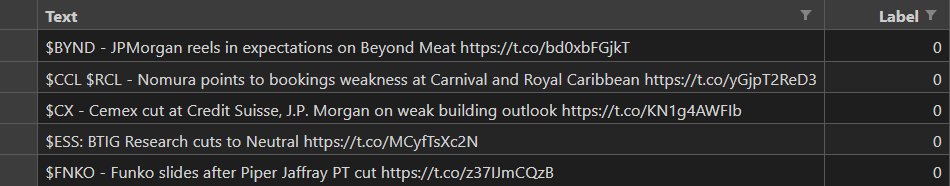 Text Label
$BYND - JPMorgan reels in expectations on Beyond Meat https://t.co/bd0xbFGjkT 0
$CCL $RCL - Nomura points to bookings weakness at Carnival and Royal Caribbean https://t.co/yGjpT2ReD3 0
$CX - Cemex cut at Credit Suisse, J.P. Morgan on weak building outlook https://t.co/KN1g4AWFIb 0
$ESS: BTIG Research cuts to Neutral https://t.co/MCyfTsXc2N 0
$FNKO - Funko slides after Piper Jaffray PT cut https://t.co/z37IJmCQzB 0